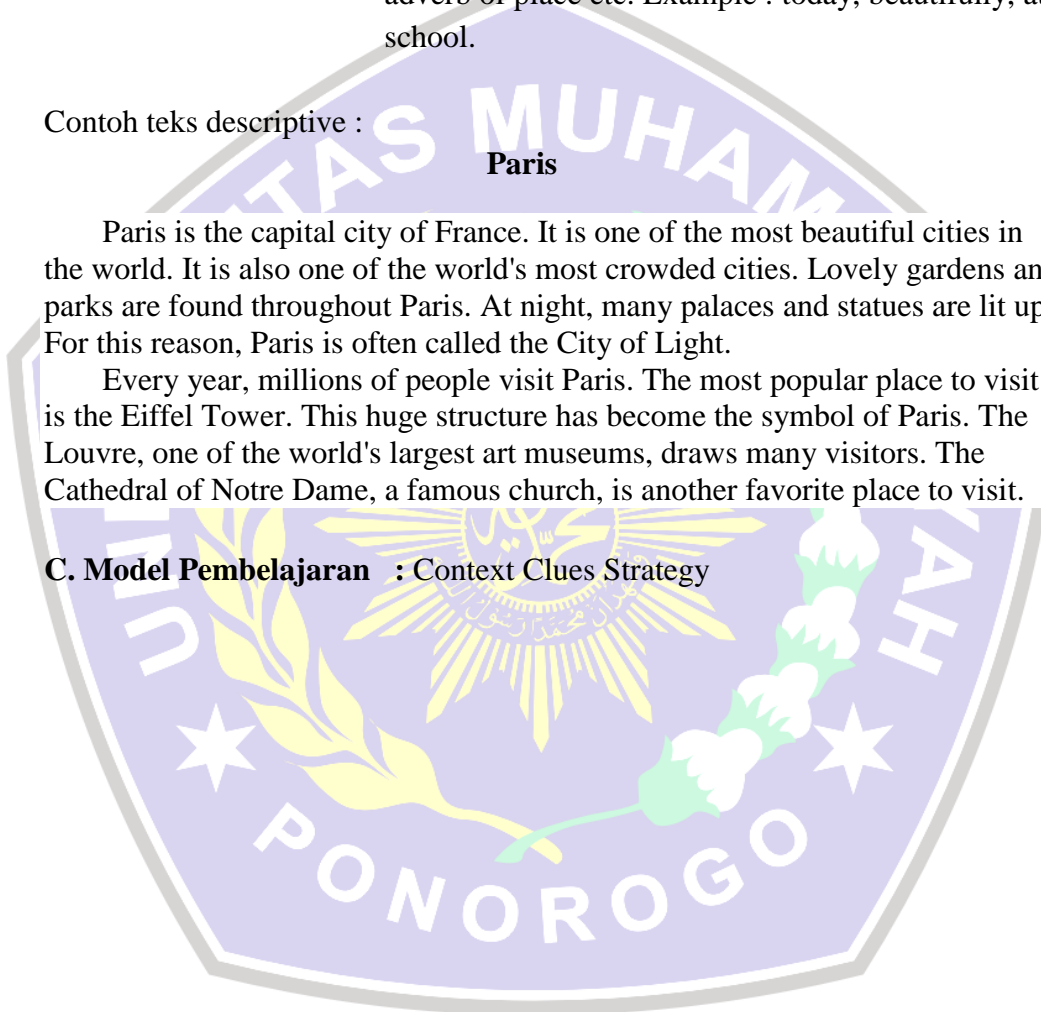 adverb of place etc. Example : today, beautifully, at
school.
Contoh teks descriptive :
Paris
Paris is the capital city of France. It is one of the most beautiful cities in
the world. It is also one of the world's most crowded cities. Lovely gardens an
parks are found throughout Paris. At night, many palaces and statues are lit up
For this reason, Paris is often called the City of Light.
Every year, millions of people visit Paris. The most popular place to visit
is the Eiffel Tower. This huge structure has become the symbol of Paris. The
Louvre, one of the world's largest art museums, draws many visitors. The
Cathedral of Notre Dame, a famous church, is another favorite place to visit.
C. Model Pembelajaran : Context Clues Strategy
PONOROGO